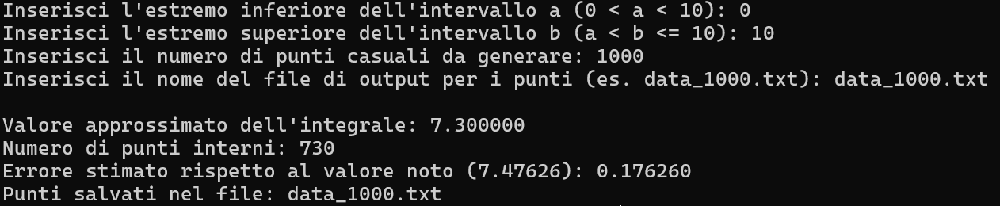 Inserisci l'estremo inferiore dell'intervallo a (0 < a < 10): 0
Inserisci l'estremo superiore dell'intervallo b (a < b <= 10): 10
Inserisci il numero di punti casuali da generare: 1000
Inserisci il nome del file di output per i punti (es. data_1000.txt): data_1000.txt

Valore approssimato dell'integrale: 7.300000
Numero di punti interni: 730
Errore stimato rispetto al valore noto (7.47626): 0.176260
Punti salvati nel file: data_1000.txt